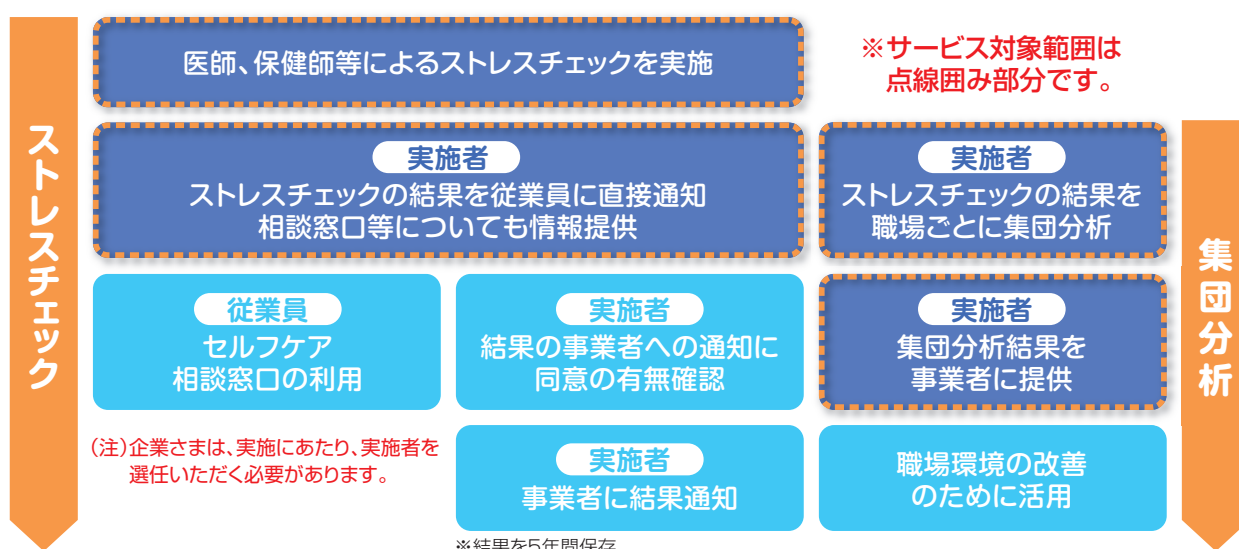 ストレスチェック
医師、保健師等によるストレスチェックを実施
※サービス対象範囲は
点線囲み部分です。
実施者
ストレスチェックの結果を従業員に直接通知
相談窓口等についても情報提供
実施者
ストレスチェックの結果を
職場ごとに集団分析
集団分析
従業員
セルフケア
相談窓口の利用
実施者
結果の事業者への通知に
同意の有無確認
実施者
集団分析結果を
事業者に提供
(注)企業さまは、実施にあたり、実施者を
選任いただく必要があります。
実施者
事業者に結果通知
職場環境の改善
のために活用
※結果を5年間保存